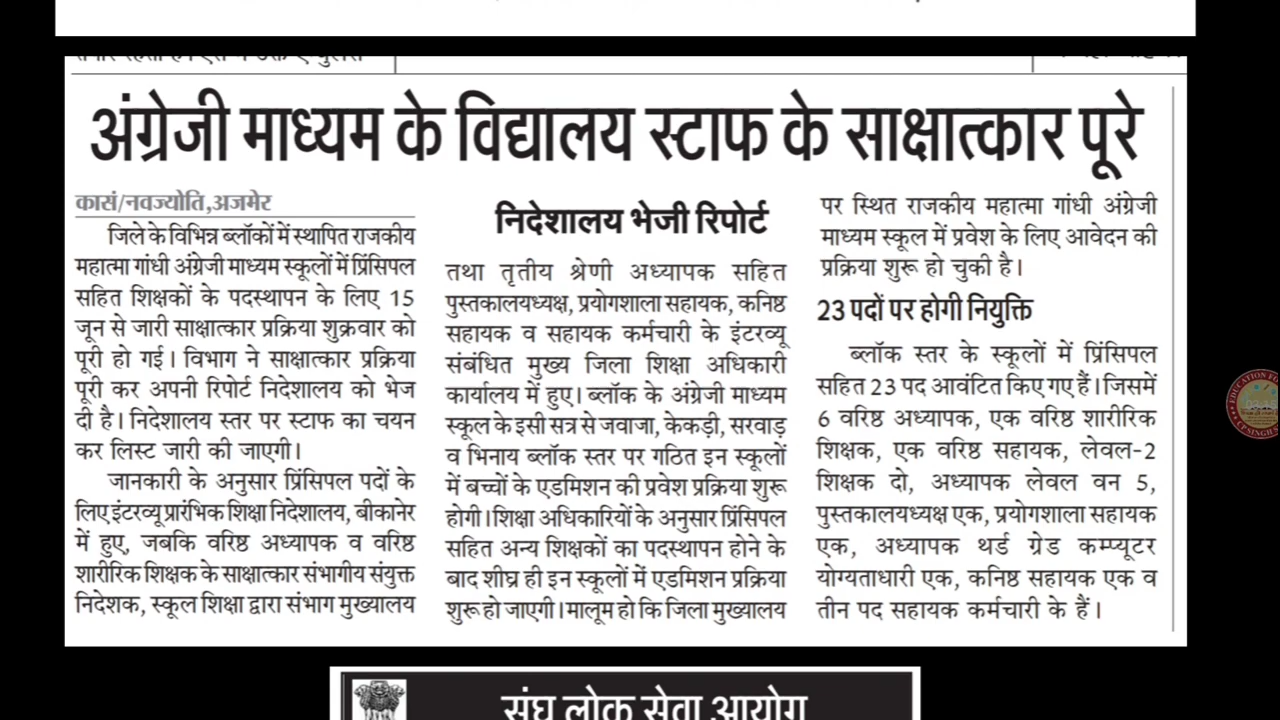 अंग्रेजी माध्यम के विद्यालय स्टाफ के साक्षात्कार पूरे
कासं/नवज्योति,अजमेर
जिले के विभिन्न ब्लॉकों में स्थापित राजकीय
महात्मा गांधी अंग्रेजी माध्यम स्कूलों में प्रिंसिपल
सहित शिक्षकों के पदस्थापन के लिए 15
जून से जारी साक्षात्कार प्रक्रिया शुक्रवार को
पूरी हो गई। विभाग ने साक्षात्कार प्रक्रिया
पूरी कर अपनी रिपोर्ट निदेशालय को भेज
दी है। निदेशालय स्तर पर स्टाफ का चयन
कर लिस्ट जारी की जाएगी।
जानकारी के अनुसार प्रिंसिपल पदों के
लिए इंटरव्यू प्रारंभिक शिक्षा निदेशालय, बीकानेर
में हुए, जबकि वरिष्ठ अध्यापक व वरिष्ठ
शारीरिक शिक्षक के साक्षात्कार संभागीय संयुक्त
निदेशक, स्कूल शिक्षा द्वारा संभाग मुख्यालय
निदेशालय भेजी रिपोर्ट
तथा तृतीय श्रेणी अध्यापक सहित
पुस्तकालयध्यक्ष, प्रयोगशाला सहायक, कनिष्ठ
सहायक व सहायक कर्मचारी के इंटरव्यू
संबंधित मुख्य जिला शिक्षा अधिकारी
कार्यालय में हुए। ब्लॉक के अंग्रेजी माध्यम
स्कूल के इसी सत्र से जवाजा, केकड़ी, सरवाड़
व भिनाय ब्लॉक स्तर पर गठित इन स्कूलों
में बच्चों के एडमिशन की प्रवेश प्रक्रिया शुरू
होगी। शिक्षा अधिकारियों के अनुसार प्रिंसिपल
सहित अन्य शिक्षकों का पदस्थापन होने के
बाद शीघ्र ही इन स्कूलों में एडमिशन प्रक्रिया
शुरू हो जाएगी। मालूम हो कि जिला मुख्यालय
पर स्थित राजकीय महात्मा गांधी अंग्रेजी
माध्यम स्कूल में प्रवेश के लिए आवेदन की
प्रक्रिया शुरू हो चुकी है।
23 पदों पर होगी नियुक्ति
ब्लॉक स्तर के स्कूलों में प्रिंसिपल
सहित 23 पद आवंटित किए गए हैं। जिसमें
6 वरिष्ठ अध्यापक, एक वरिष्ठ शारीरिक
शिक्षक, एक वरिष्ठ सहायक, लेवल-2
शिक्षक दो, अध्यापक लेवल वन 5,
पुस्तकालयध्यक्ष एक, प्रयोगशाला सहायक
एक, अध्यापक थर्ड ग्रेड कम्प्यूटर
योग्यताधारी एक, कनिष्ठ सहायक एक व
तीन पद सहायक कर्मचारी के हैं।
संघ लोक सेवा आयोग